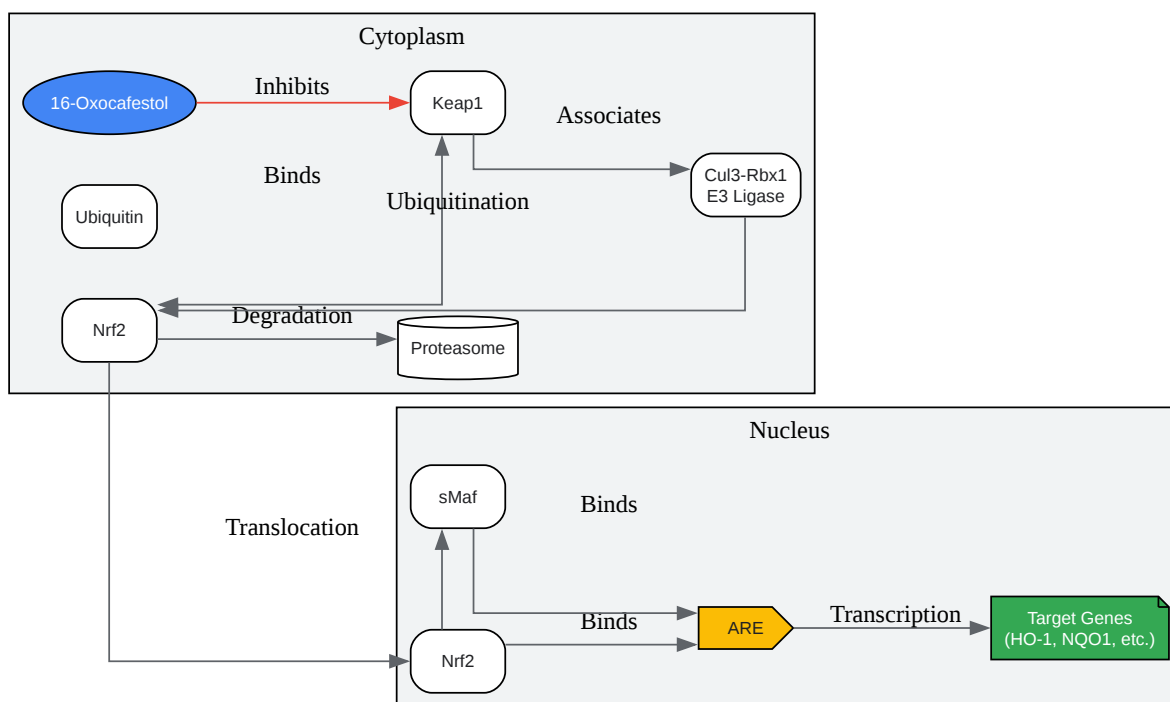 Cytoplasm
16-Oxocafestol
Inhibits
Keap1
Associates
Binds
Cul3-Rbx1
E3 Ligase
Ubiquitin
Ubiquitination
Nrf2
Degradation
Proteasome
Nucleus
sMaf
Binds
Translocation
Binds
ARE
Transcription
Target Genes
(HO-1, NQO1, etc.)
Nrf2